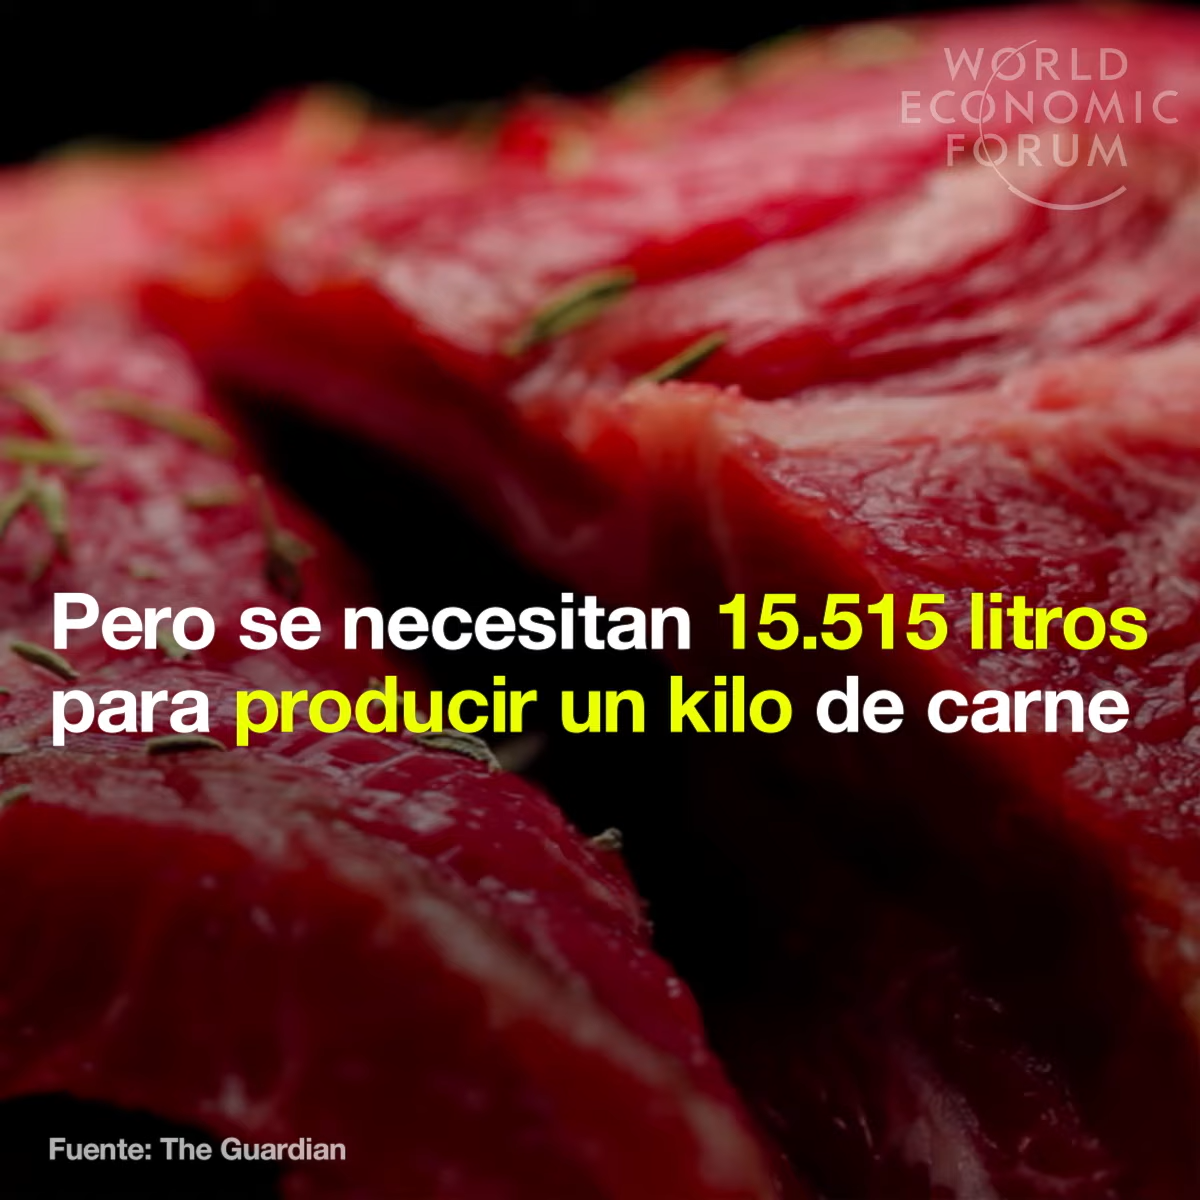 WORLD
ECONOMIC
FORUM
Pero se necesitan 15.515 litros
para producir un kilo de carne
Fuente: The Guardian